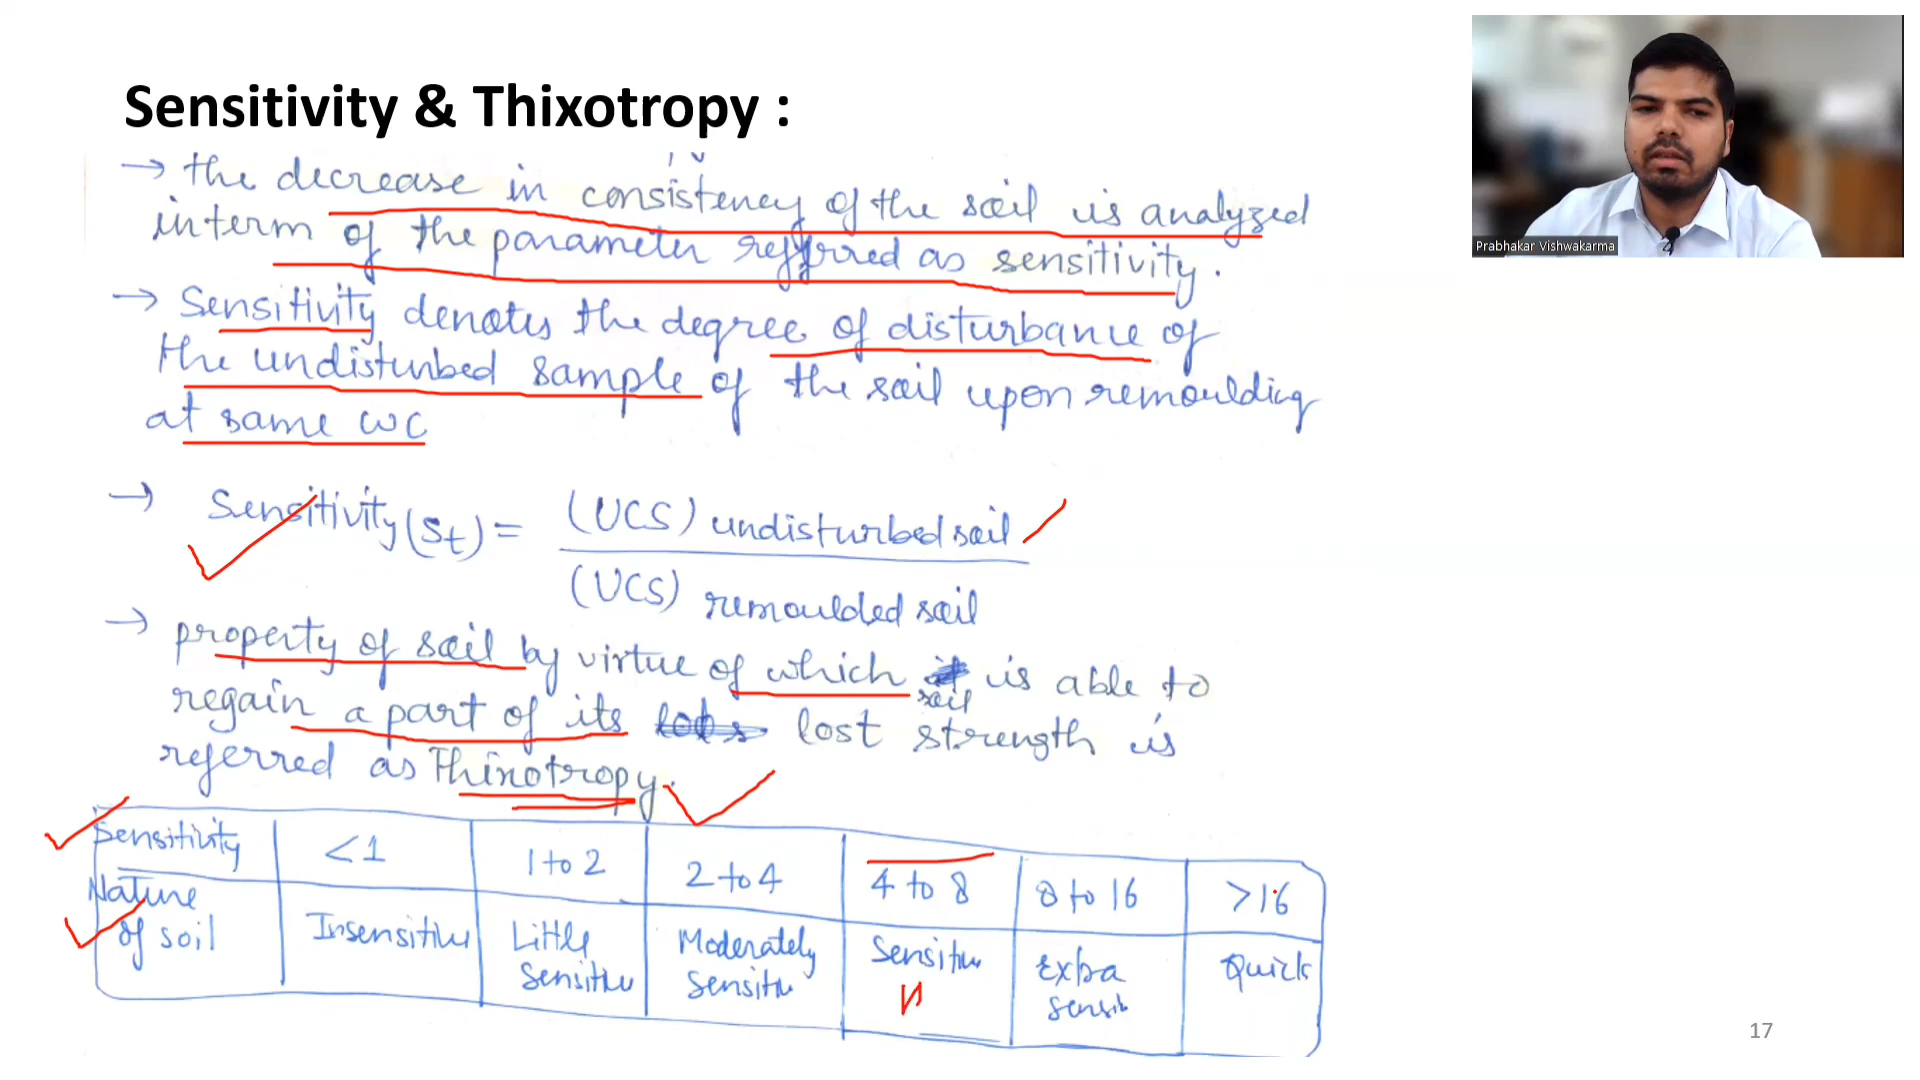 Sensitivity & Thixotropy :
→ the decrease in consistency of the soil is analyzed
interm of the parameter referred as sensitivity.
→ Sensitivity denotes the degree of disturbance of
the undisturbed sample of the soil upon remoulding
at same wc
→ Sensitivity (St) = (UCS) undisturbed soil
(UCS) remoulded soil
→ property of soil by virtue of which soil is able to
regain a part of its lost strength is
referred as Thixotropy.
Sensitivity <1 1 to 2 2 to 4 4 to 8 8 to 16 >16
Nature of soil Insensitive Little Sensitive Moderately Sensitive Sensitive Extra Sensitive Quick
Prabhakar Vishwakarma
17